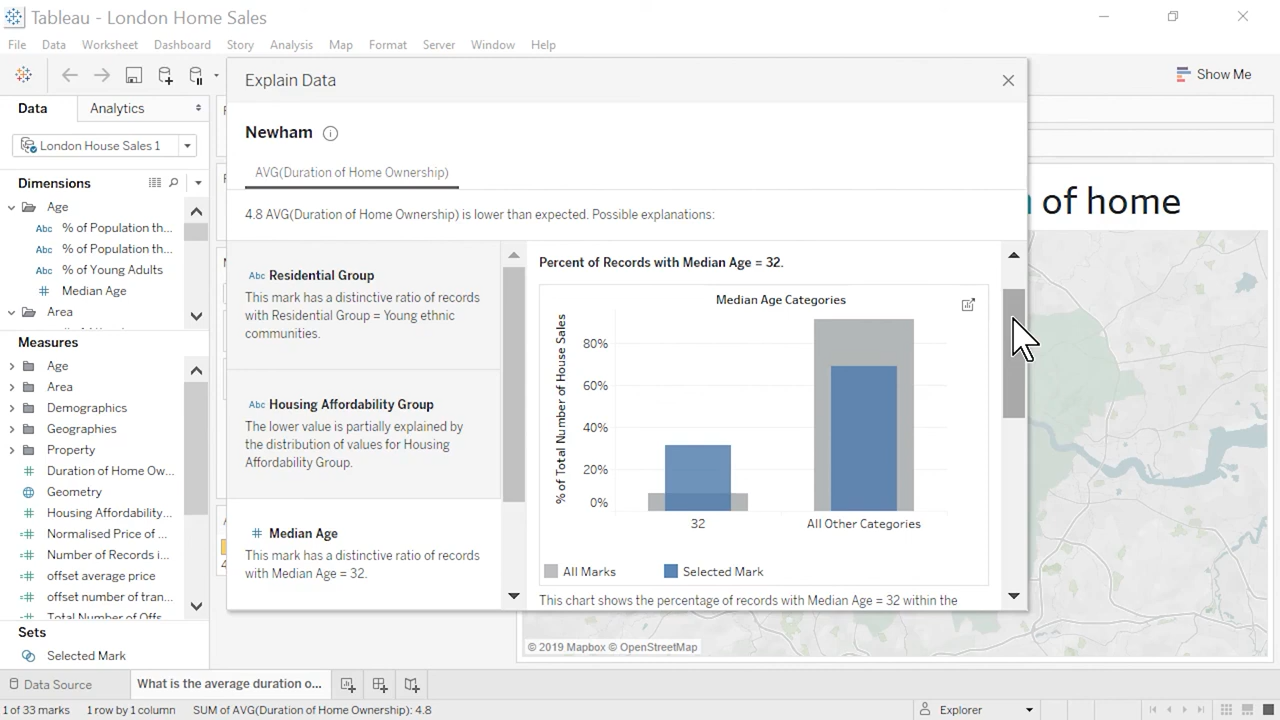 Tableau - London Home Sales
File Data Worksheet Dashboard Story Analysis Map Format Server Window Help
Show Me
Data Analytics
London House Sales 1
Dimensions
Age
Abc % of Population th...
Abc % of Population th...
Abc % of Young Adults
# Median Age
Area
Measures
Age
Area
Demographics
Geographies
Property
# Duration of Home Ow...
Geometry
# Housing Affordability...
# Normalised Price of ...
# Number of Records i...
# offset average price
# offset number of tran...
Sets
Selected Mark
Explain Data
Newham
AVG(Duration of Home Ownership)
4.8 AVG(Duration of Home Ownership) is lower than expected. Possible explanations:
Abc Residential Group
This mark has a distinctive ratio of records
with Residential Group = Young ethnic
communities.
Abc Housing Affordability Group
The lower value is partially explained by
the distribution of values for Housing
Affordability Group.
# Median Age
This mark has a distinctive ratio of records
with Median Age = 32.
Percent of Records with Median Age = 32.
Median Age Categories
% of Total Number of House Sales
80%
60%
40%
20%
0%
32 All Other Categories
All Marks Selected Mark
This chart shows the percentage of records with Median Age = 32 within the
of home
© 2019 Mapbox © OpenStreetMap
Data Source What is the average duration o...
1 of 33 marks 1 row by 1 column SUM of AVG(Duration of Home Ownership): 4.8 Explorer